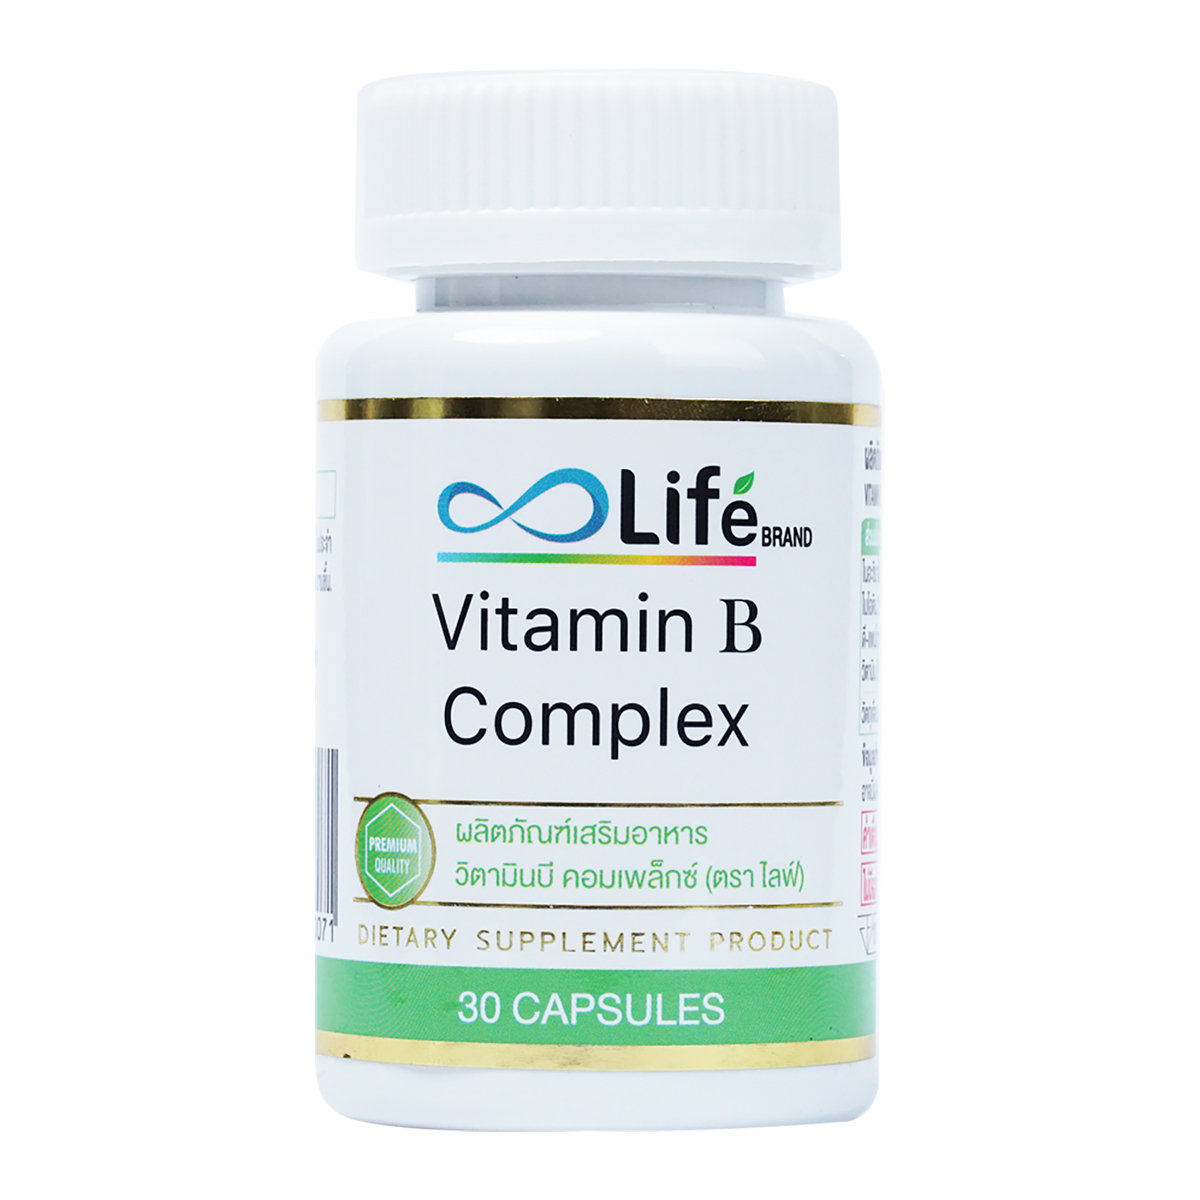 Life BRAND
Vitamin B
Complex
PREMIUM
QUALITY
ผลิตภัณฑ์เสริมอาหาร
วิตามินบี คอมเพล็กซ์ (ตรา ไลฟ์)
DIETARY SUPPLEMENT PRODUCT
30 CAPSULES
071